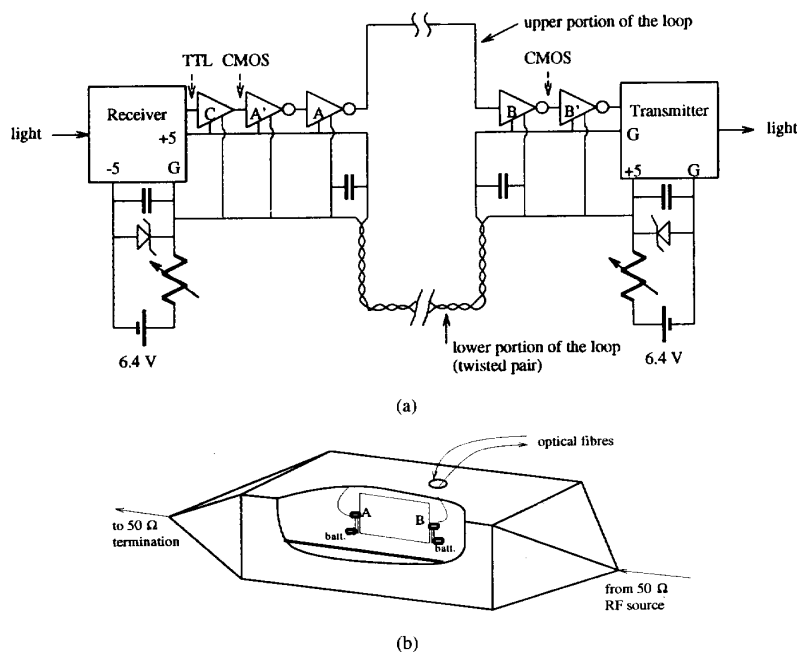 upper portion of the loop
TTL CMOS
CMOS
Receiver
C
A'
A
B
B'
Transmitter
light
light
+5
G
-5
G
+5
G
6.4 V
6.4 V
lower portion of the loop
(twisted pair)
(a)
optical fibres
A
B
batt.
batt.
to 50 Ω
termination
from 50 Ω
RF source
(b)